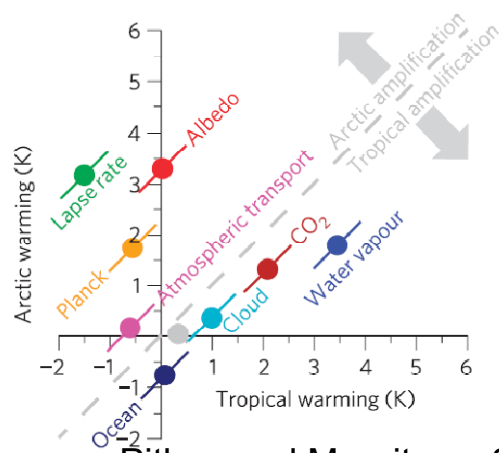 6
5
4
3
2
1
−1
−2
−2
−1
0
1
2
3
4
5
6
Arctic warming (K)
Tropical warming (K)
Arctic amplification
Tropical amplification
Albedo
Lapse rate
Planck
Atmospheric transport
CO2
Water vapour
Cloud
Ocean